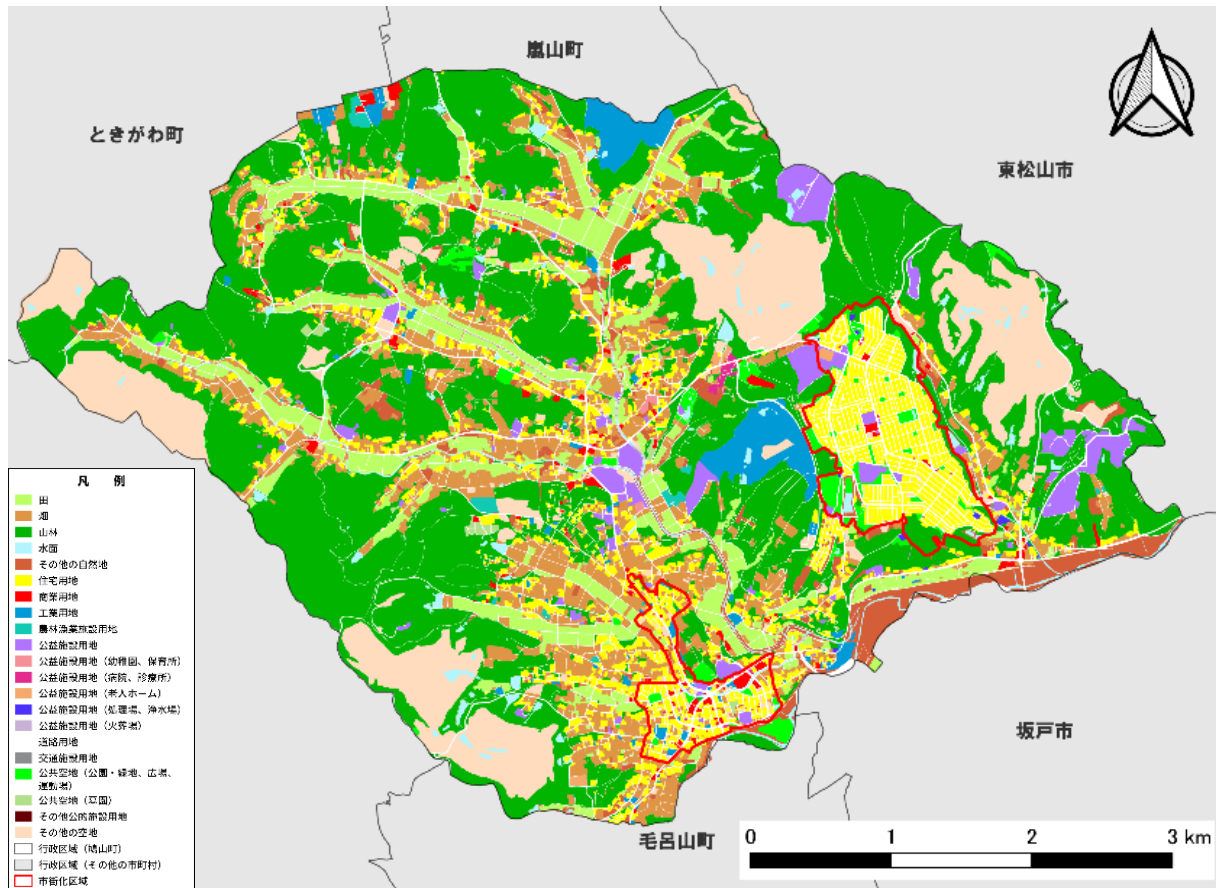 嵐山町
ときがわ町
東松山市
坂戸市
毛呂山町
凡　例
田
畑
山林
水面
その他の自然地
住宅用地
商業用地
工業用地
農林漁業施設用地
公益施設用地
公益施設用地（幼稚園、保育所）
公益施設用地（病院、診療所）
公益施設用地（老人ホーム）
公益施設用地（処理場、浄水場）
公益施設用地（火葬場）
道路用地
交通施設用地
公共空地（公園・緑地、広場、
運動場）
公共空地（墓園）
その他公的施設用地
その他の空地
行政区域（鳩山町）
行政区域（その他の市町村）
市街化区域
0 1 2 3 km